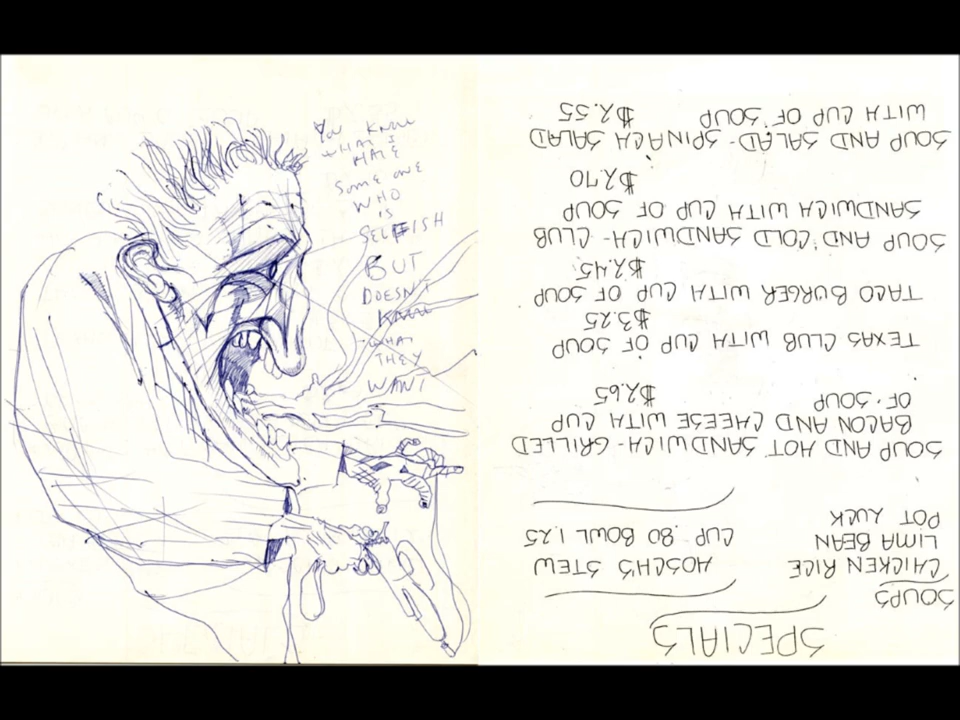 YOU KNOW
WHAT I
HATE
SOME ONE
WHO
IS
SELFISH
BUT
DOESN'T
KNOW
WHAT
THEY
WANT
SPECIALS
SOUPS
CHICKEN RICE HOSCH'S STEW
LIMA BEAN CUP .80 BOWL 1.25
POT LUCK
SOUP AND HOT SANDWICH - GRILLED
BACON AND CHEESE WITH CUP
OF SOUP $2.65
TEXAS CLUB WITH CUP OF SOUP
$3.25
TACO BURGER WITH CUP OF SOUP
$2.45
SOUP AND COLD SANDWICH - CLUB
SANDWICH WITH CUP OF SOUP
$2.70
SOUP AND SALAD - SPINACH SALAD
WITH CUP OF SOUP $2.55